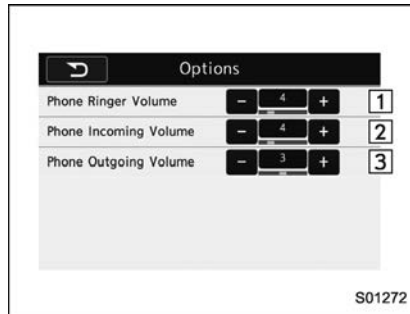 Options
Phone Ringer Volume - 4 + 1
Phone Incoming Volume - 4 + 2
Phone Outgoing Volume - 3 + 3
S01272